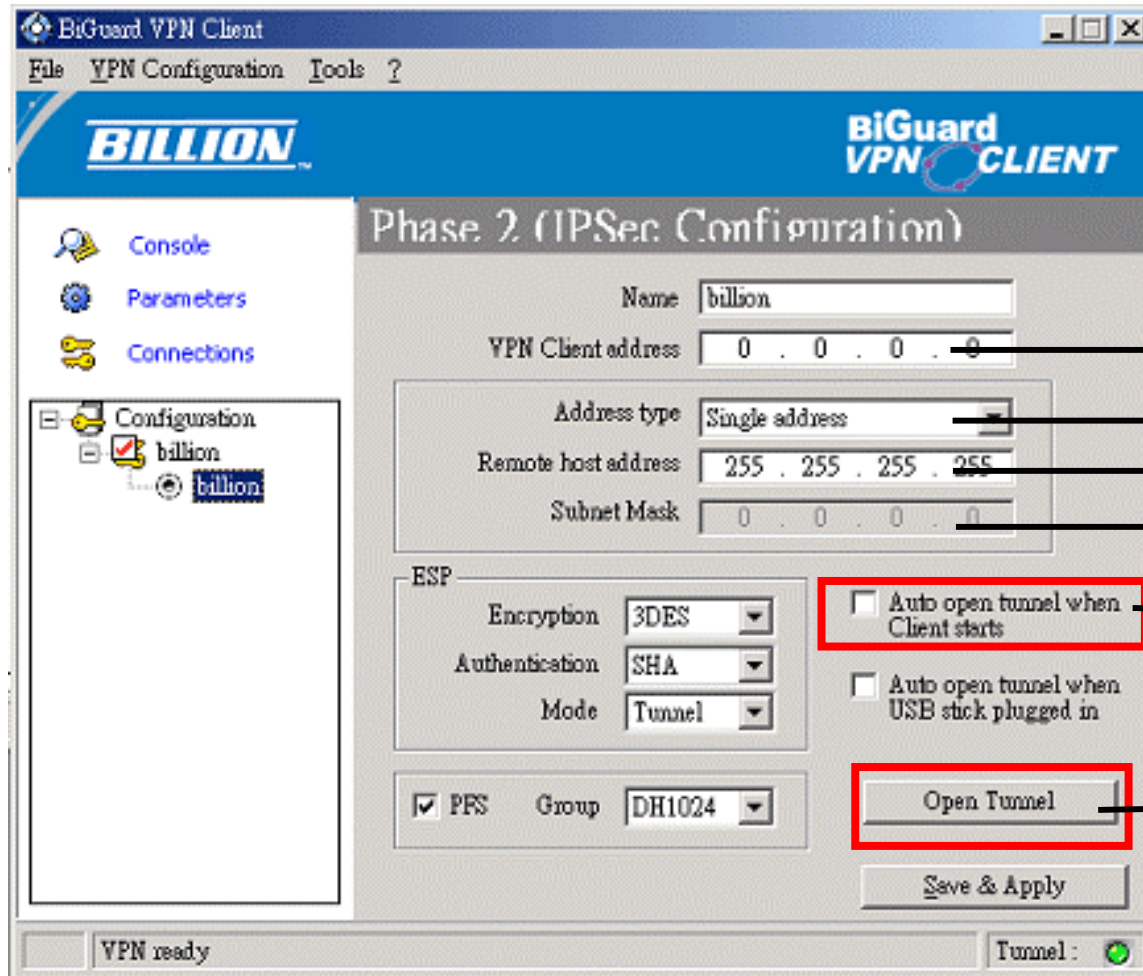 BiGuard VPN Client
File VPN Configuration Tools ?
BILLION™
BiGuard
VPN CLIENT
Console
Parameters
Connections
Configuration
billion
billion
Phase 2 (IPSec Configuration)
Name billion
VPN Client address 0 . 0 . 0 . 0
Address type Single address
Remote host address 255 . 255 . 255 . 255
Subnet Mask 0 . 0 . 0 . 0
ESP
Encryption 3DES
Authentication SHA
Mode Tunnel
Auto open tunnel when
Client starts
Auto open tunnel when
USB stick plugged in
PFS Group DH1024
Open Tunnel
Save & Apply
VPN ready
Tunnel :